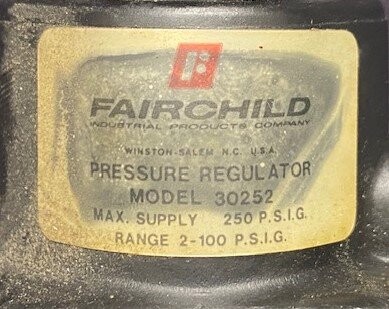 FAIRCHILD
INDUSTRIAL PRODUCTS COMPANY
WINSTON-SALEM N.C. U.S.A.
PRESSURE REGULATOR
MODEL 30252
MAX. SUPPLY 250 P.S.I.G.
RANGE 2-100 P.S.I.G.